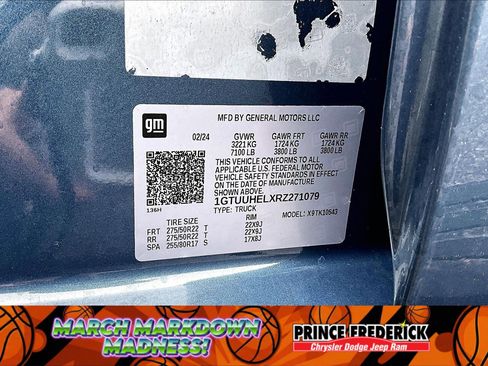 MFD BY GENERAL MOTORS LLC
gm
02/24 GVWR GAWR FRT GAWR RR
3221 KG 1724 KG 1724 KG
7100 LB 3800 LB 3800 LB
THIS VEHICLE CONFORMS TO ALL
APPLICABLE U.S. FEDERAL MOTOR
VEHICLE SAFETY AND THEFT
PREVENTION STANDARDS IN EFFECT
ON THE DATE OF MANUFACTURE
SHOWN ABOVE.
1GTUUHELXRZ271079
TYPE: TRUCK MODEL: X9TK10543
136H
TIRE SIZE RIM
FRT 275/50R22 T 22X9J
RR 275/50R22 T 22X9J
SPA 255/80R17 S 17X8J
MARCH MARKDOWN
MADNESS!
PRINCE FREDERICK
Chrysler Dodge Jeep Ram